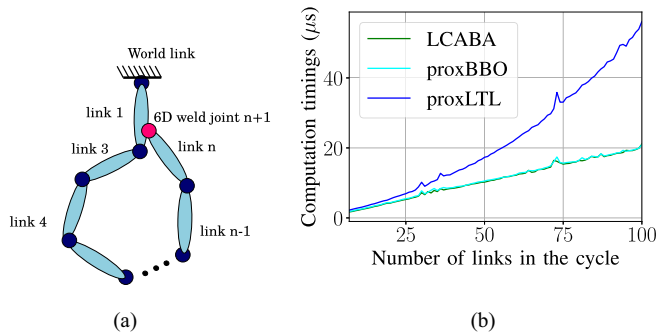 World link
link 1
6D weld joint n+1
link 3
link n
link 4
link n-1
(a)
Computation timings (μs)
LCABA
proxBBO
proxLTL
40
20
0
25
50
75
100
Number of links in the cycle
(b)